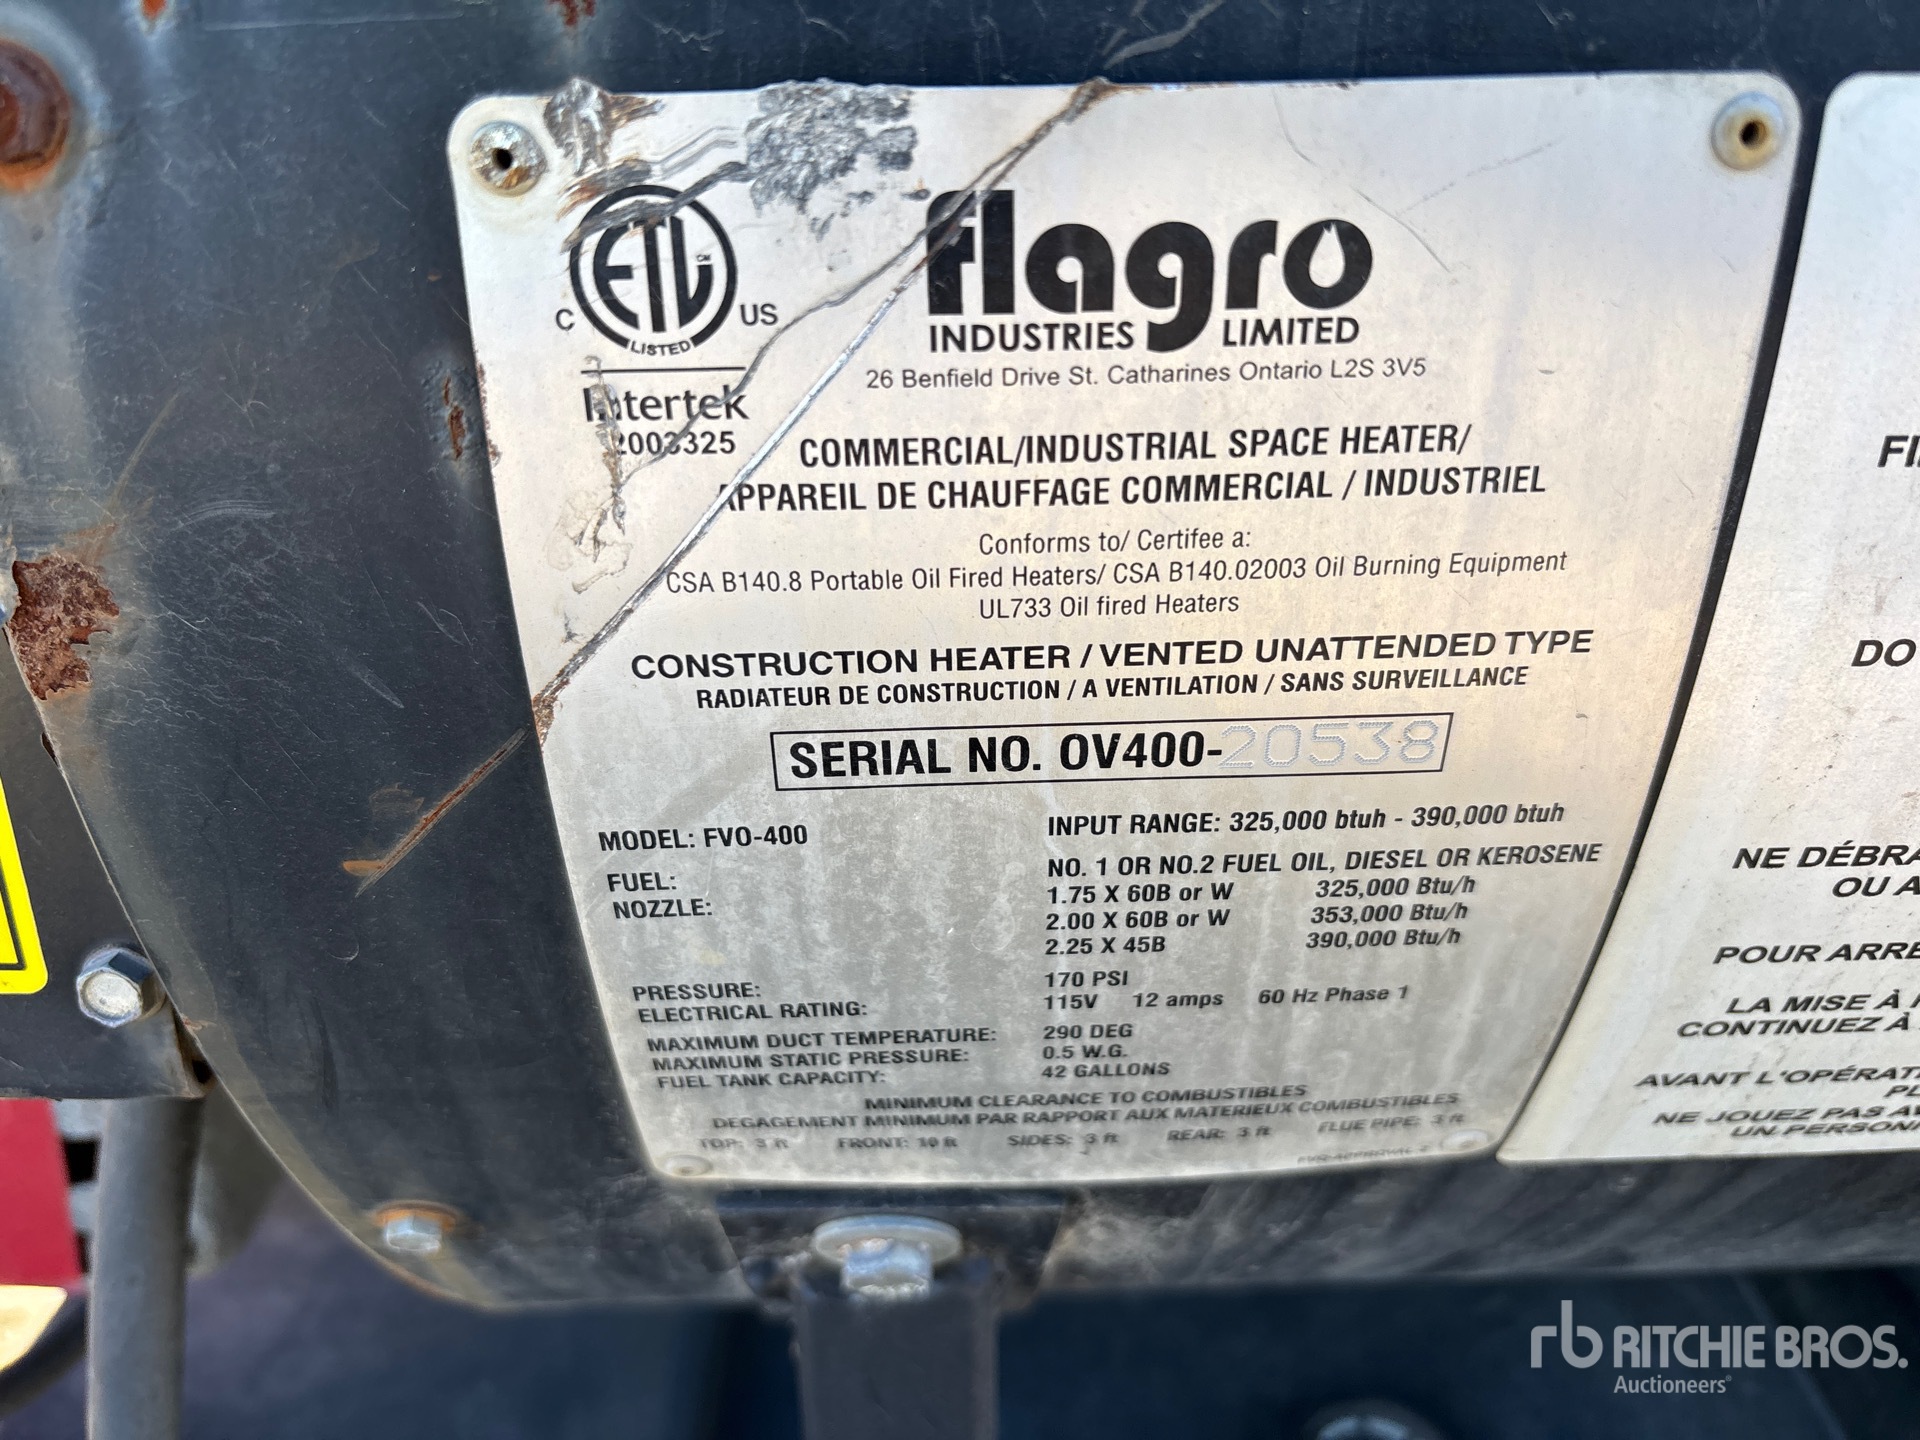 C ETL CM US
LISTED
Intertek
2003325
flagro
INDUSTRIES LIMITED
26 Benfield Drive St. Catharines Ontario L2S 3V5
COMMERCIAL/INDUSTRIAL SPACE HEATER/
APPAREIL DE CHAUFFAGE COMMERCIAL / INDUSTRIEL
Conforms to/ Certifee a:
CSA B140.8 Portable Oil Fired Heaters/ CSA B140.02003 Oil Burning Equipment
UL733 Oil fired Heaters
CONSTRUCTION HEATER / VENTED UNATTENDED TYPE
RADIATEUR DE CONSTRUCTION / A VENTILATION / SANS SURVEILLANCE
SERIAL NO. OV400-20538
MODEL: FVO-400 INPUT RANGE: 325,000 btuh - 390,000 btuh
FUEL: NO. 1 OR NO.2 FUEL OIL, DIESEL OR KEROSENE
NOZZLE: 1.75 X 60B or W 325,000 Btu/h
2.00 X 60B or W 353,000 Btu/h
2.25 X 45B 390,000 Btu/h
PRESSURE: 170 PSI
ELECTRICAL RATING: 115V 12 amps 60 Hz Phase 1
MAXIMUM DUCT TEMPERATURE: 290 DEG
MAXIMUM STATIC PRESSURE: 0.5 W.G.
FUEL TANK CAPACITY: 42 GALLONS
MINIMUM CLEARANCE TO COMBUSTIBLES
DEGAGEMENT MINIMUM PAR RAPPORT AUX MATERIEUX COMBUSTIBLES
TOP: 3 ft FRONT: 10 ft SIDES: 3 ft REAR: 3 ft FLUE PIPE: 3 ft
DO
NE DÉBRA
OU A
POUR ARRE
LA MISE À
CONTINUEZ À
AVANT L'OPÉRAT
PL
NE JOUEZ PAS AV
UN PERSONN
rb RITCHIE BROS.
Auctioneers